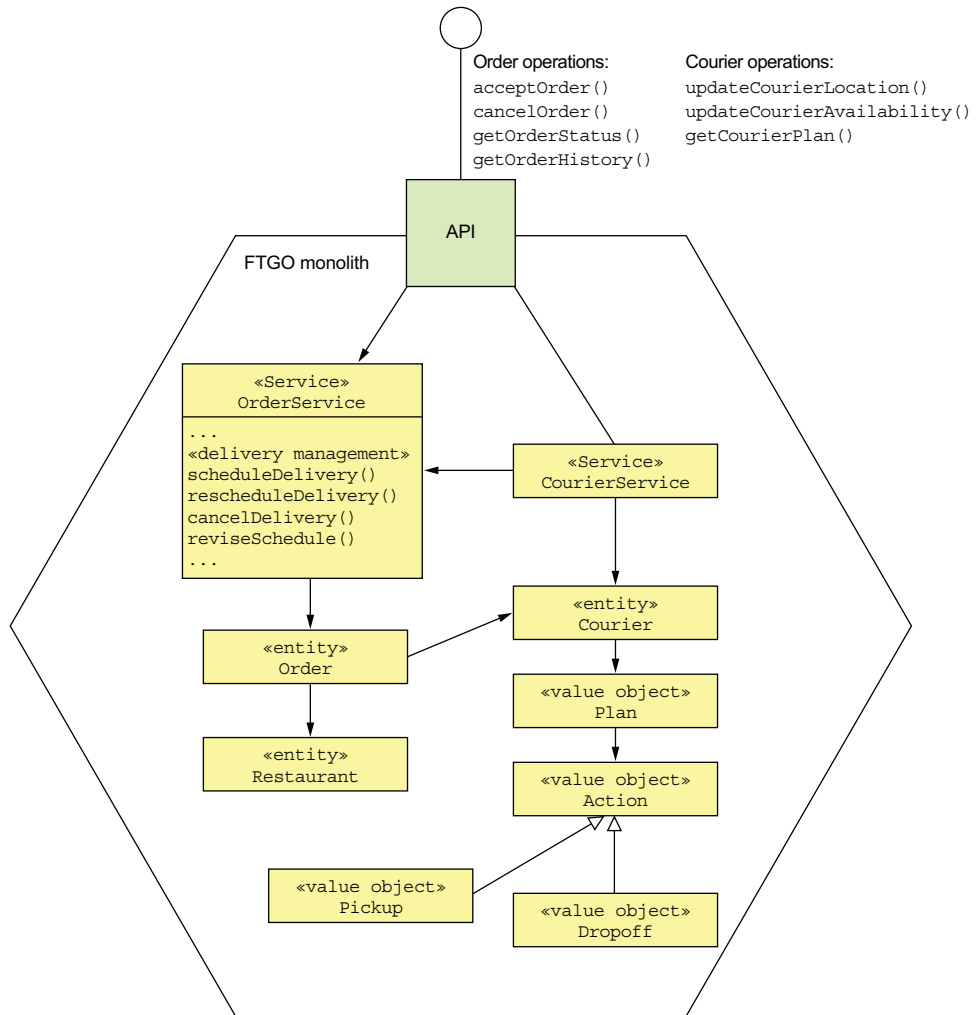 Order operations:
acceptOrder()
cancelOrder()
getOrderStatus()
getOrderHistory()
Courier operations:
updateCourierLocation()
updateCourierAvailability()
getCourierPlan()
API
FTGO monolith
«Service»
OrderService
...
«delivery management»
scheduleDelivery()
rescheduleDelivery()
cancelDelivery()
reviseSchedule()
...
«Service»
CourierService
«entity»
Order
«entity»
Courier
«value object»
Plan
«entity»
Restaurant
«value object»
Action
«value object»
Pickup
«value object»
Dropoff